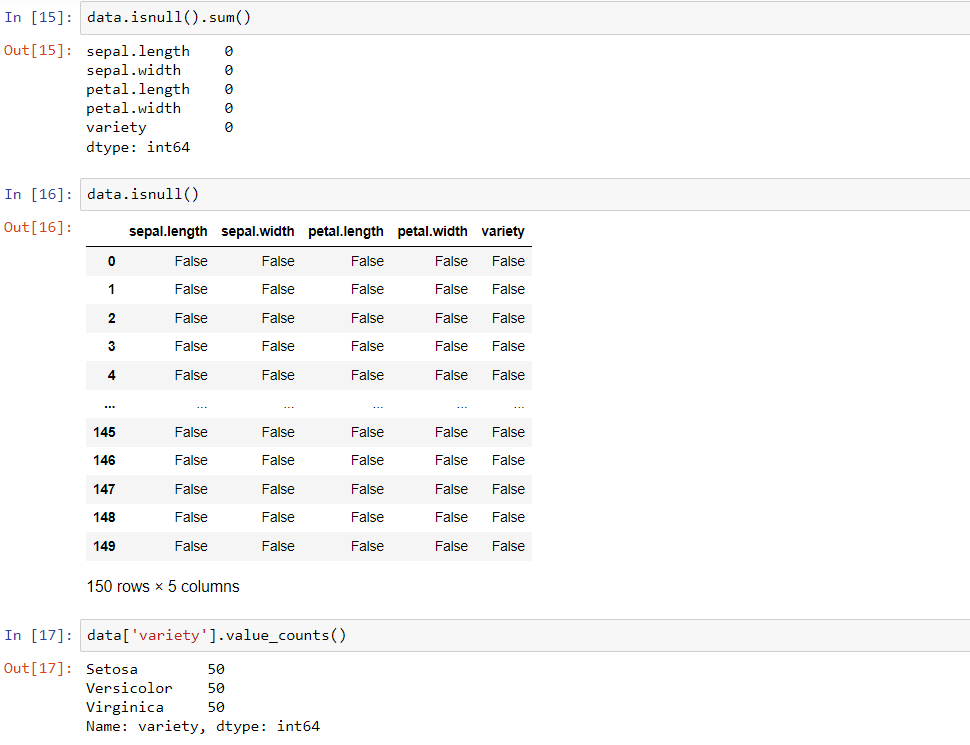 In [15]: data.isnull().sum()
Out[15]: sepal.length    0
sepal.width     0
petal.length    0
petal.width     0
variety         0
dtype: int64
In [16]: data.isnull()
Out[16]:
sepal.length sepal.width petal.length petal.width variety
0 False False False False False
1 False False False False False
2 False False False False False
3 False False False False False
4 False False False False False
... ... ... ... ... ...
145 False False False False False
146 False False False False False
147 False False False False False
148 False False False False False
149 False False False False False
150 rows × 5 columns
In [17]: data['variety'].value_counts()
Out[17]: Setosa        50
Versicolor    50
Virginica     50
Name: variety, dtype: int64